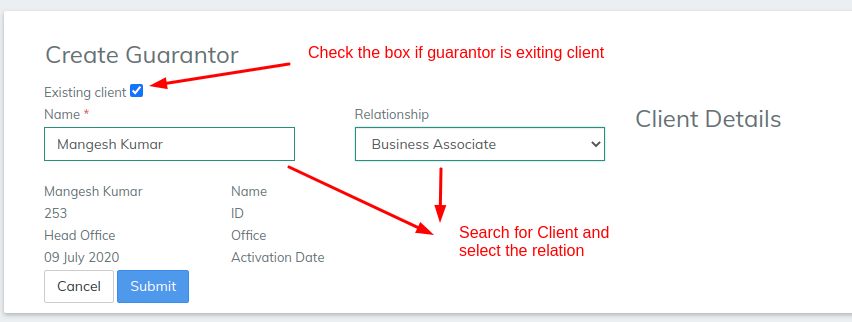 Create Guarantor
Check the box if guarantor is exiting client
Existing client
Name *
Relationship
Client Details
Mangesh Kumar
Business Associate
Mangesh Kumar Name
253 ID
Head Office Office
09 July 2020 Activation Date
Search for Client and
select the relation
Cancel Submit